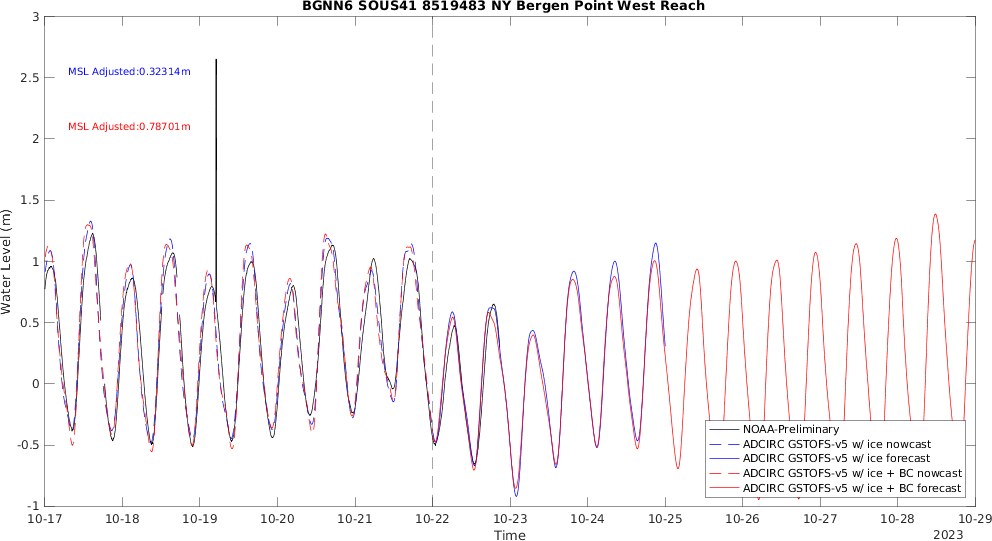 BGNN6 SOUS41 8519483 NY Bergen Point West Reach
3
2.5
2
1.5
1
0.5
0
-0.5
-1
Water Level (m)
MSL Adjusted:0.32314m
MSL Adjusted:0.78701m
NOAA-Preliminary
ADCIRC GSTOFS-v5 w/ ice nowcast
ADCIRC GSTOFS-v5 w/ ice forecast
ADCIRC GSTOFS-v5 w/ ice + BC nowcast
ADCIRC GSTOFS-v5 w/ ice + BC forecast
10-17 10-18 10-19 10-20 10-21 10-22 10-23 10-24 10-25 10-26 10-27 10-28 10-29
Time
2023